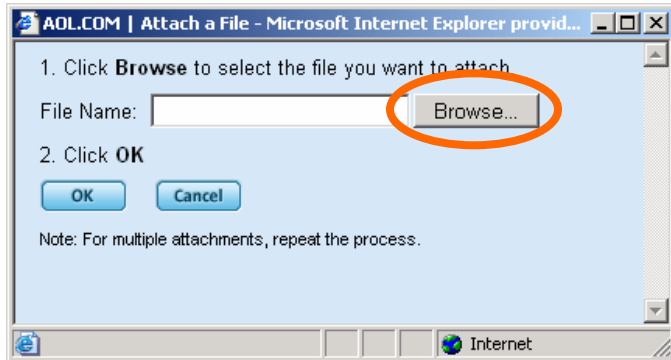 AOL.COM | Attach a File - Microsoft Internet Explorer provid...
1. Click Browse to select the file you want to attach
File Name: Browse...
2. Click OK
OK Cancel
Note: For multiple attachments, repeat the process.
Internet